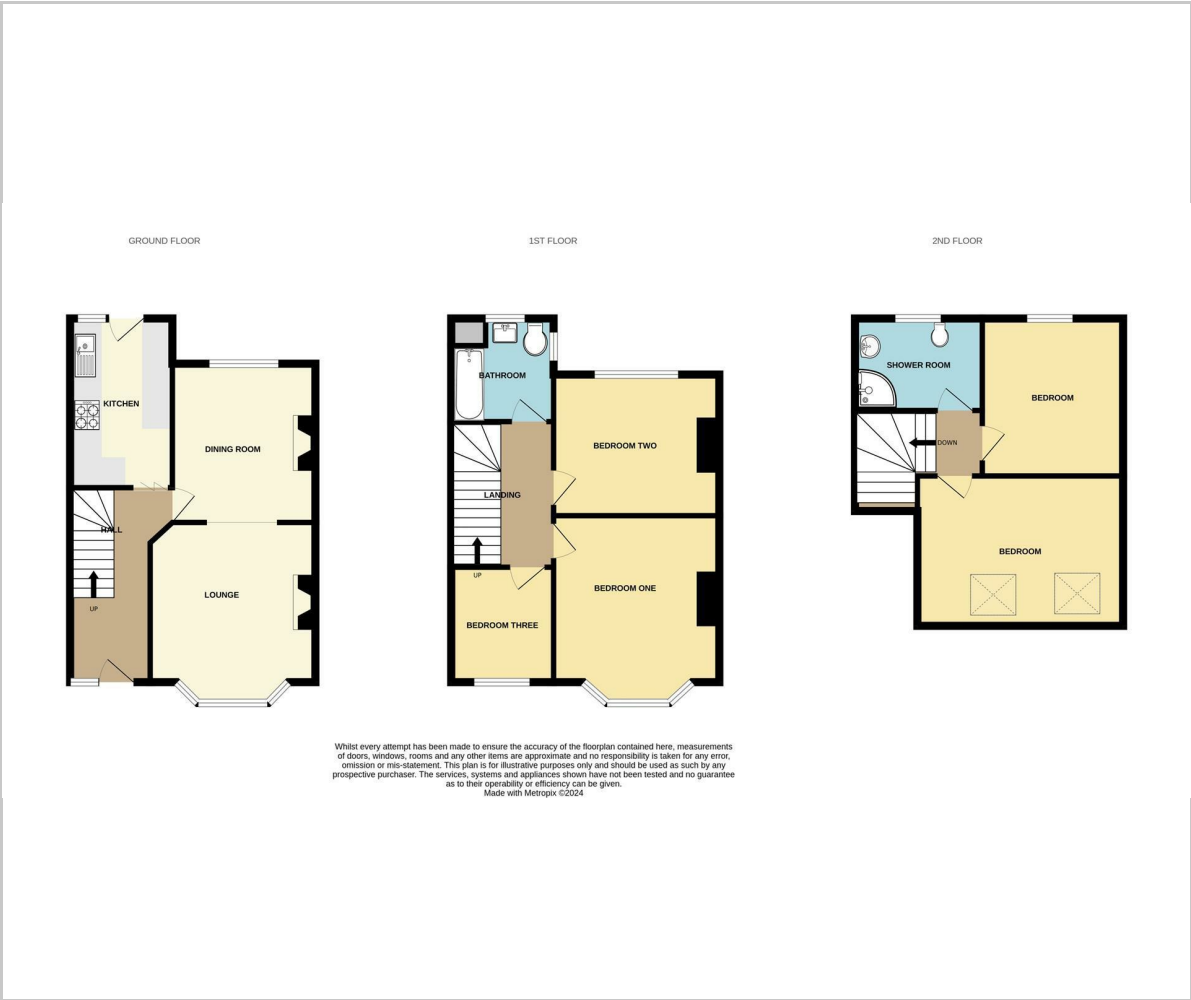 GROUND FLOOR
1ST FLOOR
2ND FLOOR
KITCHEN
DINING ROOM
HALL
LOUNGE
UP
BATHROOM
BEDROOM TWO
LANDING
UP
BEDROOM ONE
BEDROOM THREE
SHOWER ROOM
BEDROOM
DOWN
BEDROOM
Whilst every attempt has been made to ensure the accuracy of the floorplan contained here, measurements
of doors, windows, rooms and any other items are approximate and no responsibility is taken for any error,
omission or mis-statement. This plan is for illustrative purposes only and should be used as such by any
prospective purchaser. The services, systems and appliances shown have not been tested and no guarantee
as to their operability or efficiency can be given.
Made with Metropix ©2024